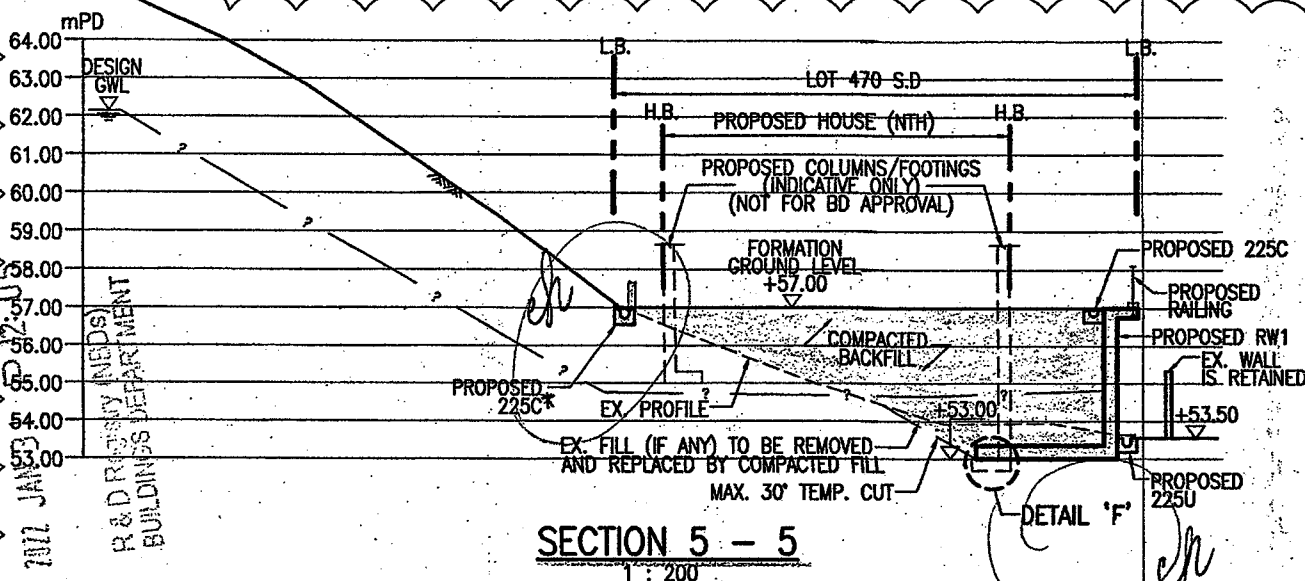 mPD
64.00
63.00
62.00
61.00
60.00
59.00
58.00
57.00
56.00
55.00
54.00
53.00
DESIGN
GWL
?
?
?
?
L.B.
L.B.
LOT 470 S.D
H.B.
H.B.
PROPOSED HOUSE (NTH)
PROPOSED COLUMNS/FOOTINGS
(INDICATIVE ONLY)
(NOT FOR BD APPROVAL)
FORMATION
GROUND LEVEL
+57.00
PROPOSED 225C
PROPOSED
RAILING
PROPOSED RW1
EX. WALL
IS RETAINED
+53.50
COMPACTED
BACKFILL
PROPOSED
225C*
EX. PROFILE
?
?
?
+53.00
EX. FILL (IF ANY) TO BE REMOVED
AND REPLACED BY COMPACTED FILL
MAX. 30° TEMP. CUT
PROPOSED
225U
DETAIL 'F'
SECTION 5 - 5
1 : 200
2022 JAN
R & D REGISTRY (NBDs)
BUILDINGS DEPARTMENT